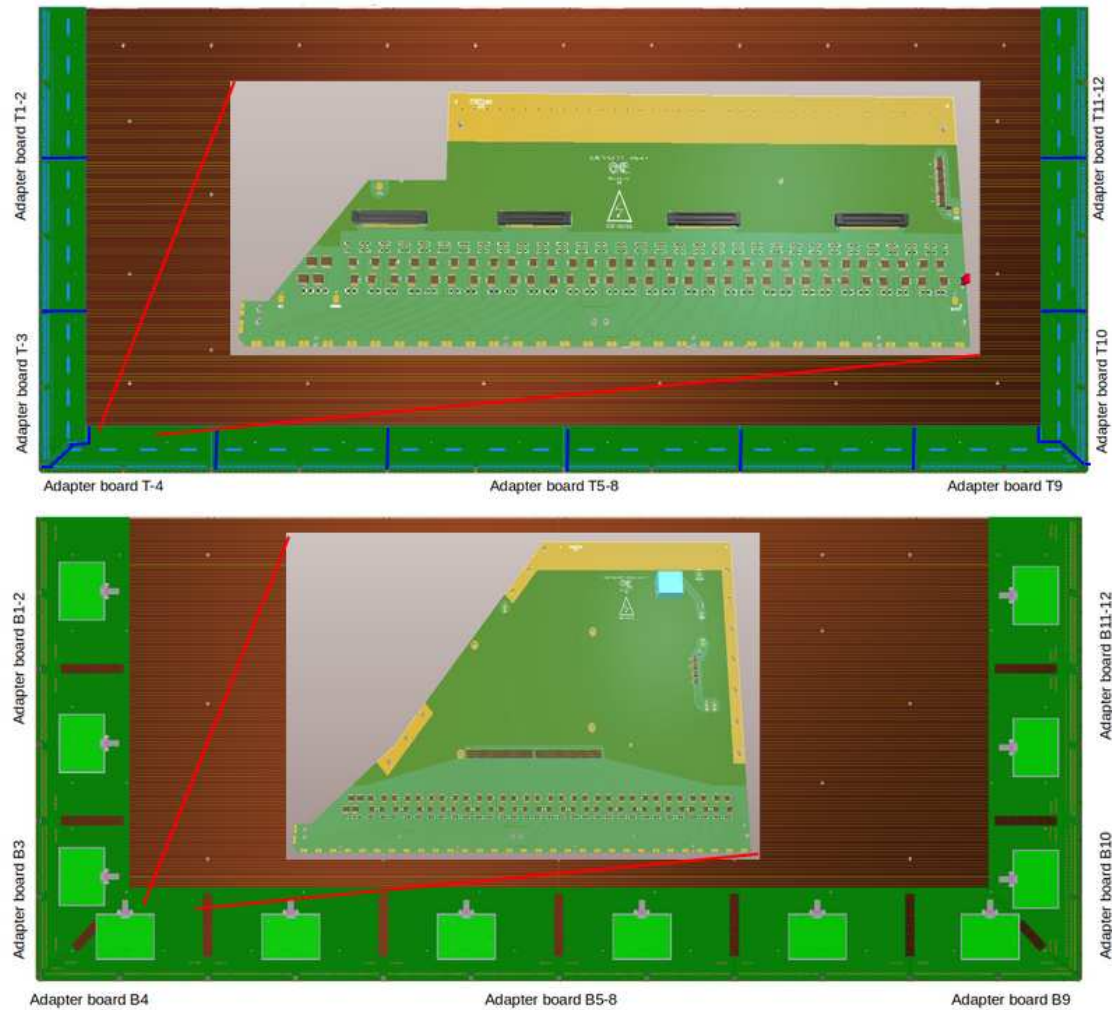 Adapter board T1-2
Adapter board T11-12
Adapter board T-3
Adapter board T10
Adapter board T-4
Adapter board T5-8
Adapter board T9
Adapter board B1-2
Adapter board B11-12
Adapter board B3
Adapter board B10
Adapter board B4
Adapter board B5-8
Adapter board B9